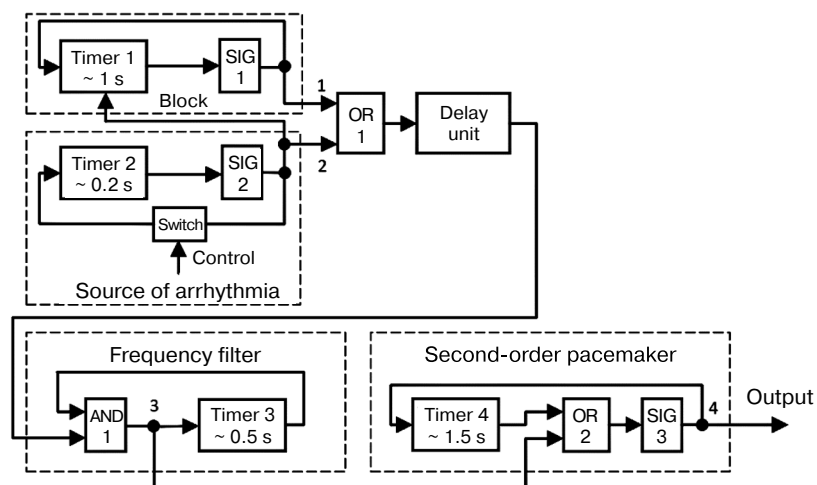 Timer 1
~ 1 s
SIG
1
Block
1
OR
1
Delay
unit
2
Timer 2
~ 0.2 s
SIG
2
Switch
Control
Source of arrhythmia
Frequency filter
AND
1
3
Timer 3
~ 0.5 s
Second-order pacemaker
Timer 4
~ 1.5 s
OR
2
SIG
3
4
Output